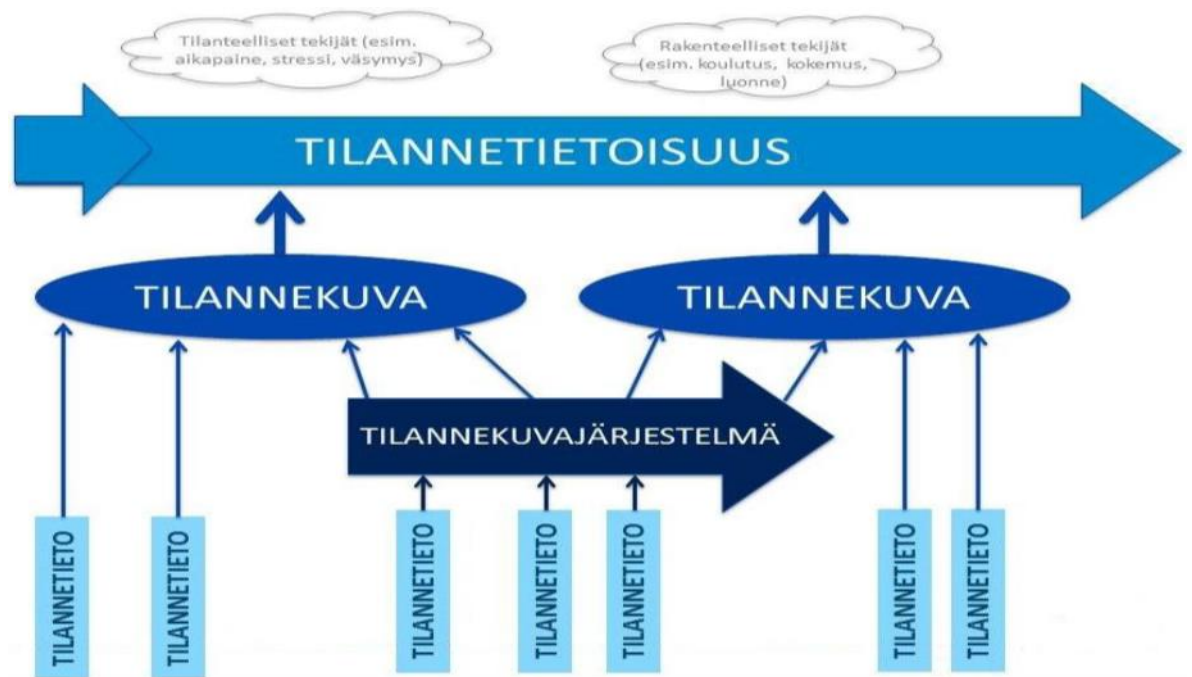 Tilanteelliset tekijät (esim.
aikapaine, stressi, väsymys)
Rakenteelliset tekijät
(esim. koulutus, kokemus,
luonne)
TILANNETIETOISUUS
TILANNEKUVA
TILANNEKUVA
TILANNEKUVAJÄRJESTELMÄ
TILANNETIETO
TILANNETIETO
TILANNETIETO
TILANNETIETO
TILANNETIETO
TILANNETIETO
TILANNETIETO